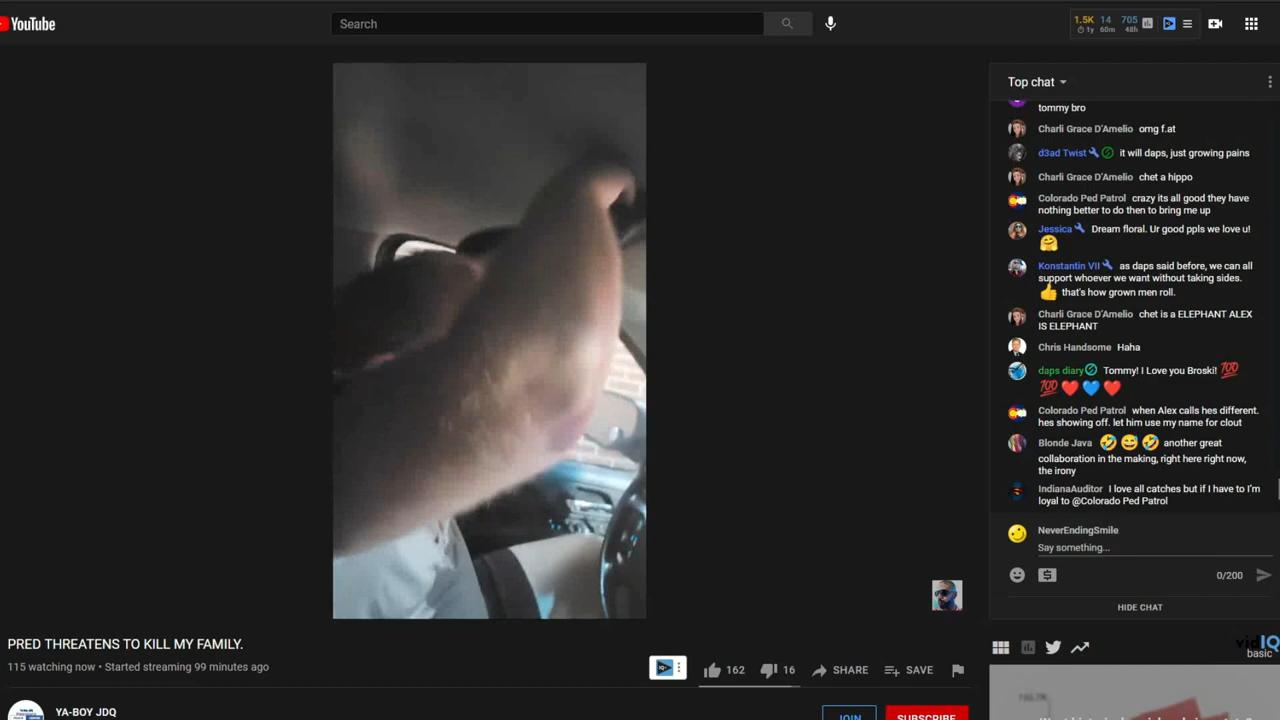 YouTube
Search
1.5K 14 705
1y 60m 48h
Top chat
tommy bro
Charli Grace D'Amelio omg f.at
d3ad Twist it will daps, just growing pains
Charli Grace D'Amelio chet a hippo
Colorado Ped Patrol crazy its all good they have
nothing better to do then to bring me up
Jessica Dream floral. Ur good ppls we love u!
🤗
Konstantin VII as daps said before, we can all
support whoever we want without taking sides.
👍 that's how grown men roll.
Charli Grace D'Amelio chet is a ELEPHANT ALEX
IS ELEPHANT
Chris Handsome Haha
daps diary Tommy! I Love you Broski! 💯
💯❤️💙❤️
Colorado Ped Patrol when Alex calls hes different.
hes showing off. let him use my name for clout
Blonde Java 🤣😅🤣 another great
collaboration in the making, right here right now,
the irony
IndianaAuditor I love all catches but if I have to I'm
loyal to @Colorado Ped Patrol
NeverEndingSmile
Say something...
0/200
HIDE CHAT
PRED THREATENS TO KILL MY FAMILY.
115 watching now • Started streaming 99 minutes ago
162
16
SHARE
SAVE
vidIQ
basic
YA-BOY JDQ
JOIN
SUBSCRIBE